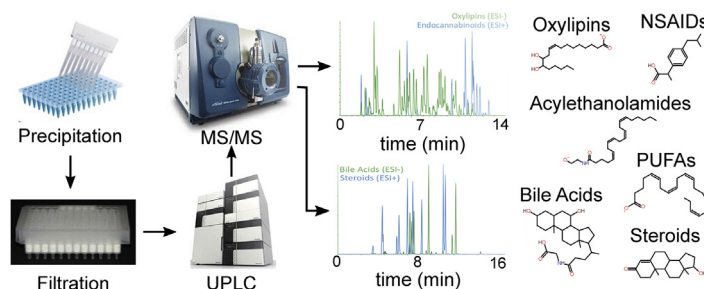 Precipitation
Filtration
UPLC
MS/MS
Oxylipins (ESI-)
Endocannabinoids (ESI+)
0
7
14
time (min)
Bile Acids (ESI-)
Steroids (ESI+)
0
8
16
time (min)
Oxylipins
NSAIDs
Acylethanolamides
PUFAs
Bile Acids
Steroids